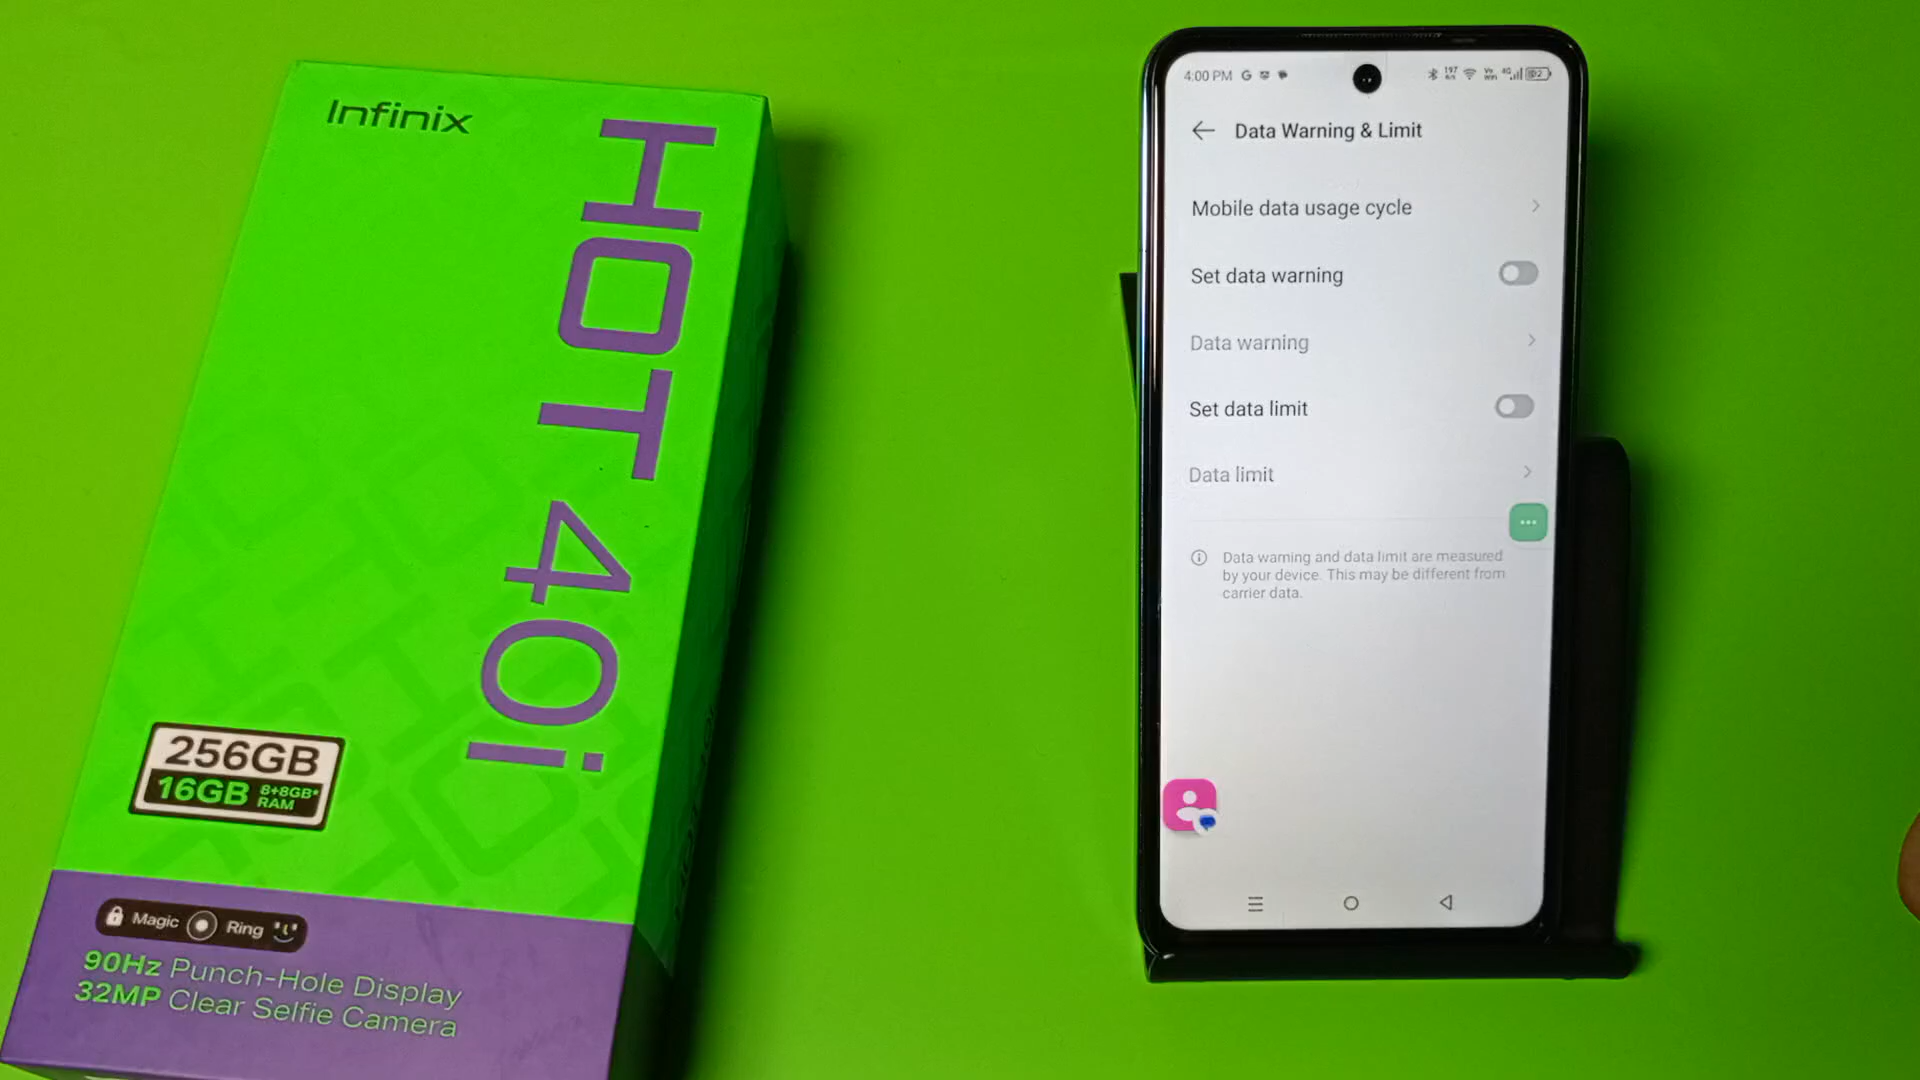 Infinix
HOT 40i
256GB
16GB 8+8GB*
RAM
Magic Ring
90Hz Punch-Hole Display
32MP Clear Selfie Camera
4:00 PM
Data Warning & Limit
Mobile data usage cycle
Set data warning
Data warning
Set data limit
Data limit
Data warning and data limit are measured
by your device. This may be different from
carrier data.